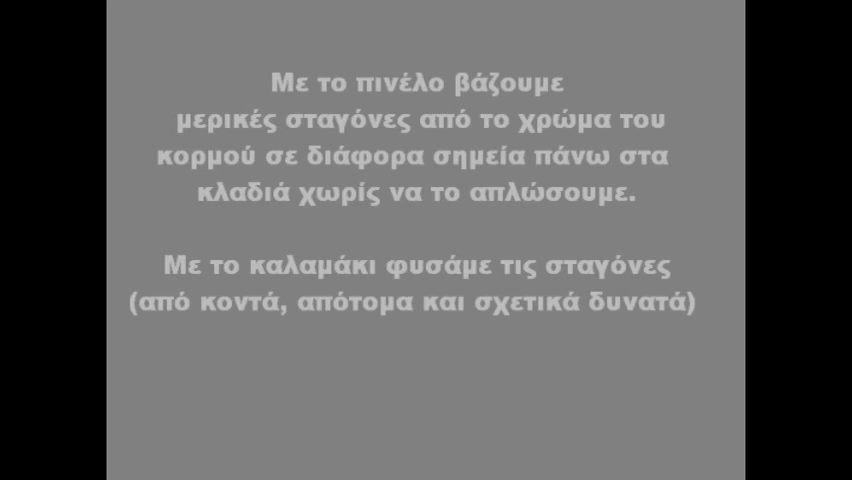 Με το πινέλο βάζουμε
μερικές σταγόνες από το χρώμα του
κορμού σε διάφορα σημεία πάνω στα
κλαδιά χωρίς να το απλώσουμε.
Με το καλαμάκι φυσάμε τις σταγόνες
(από κοντά, απότομα και σχετικά δυνατά)